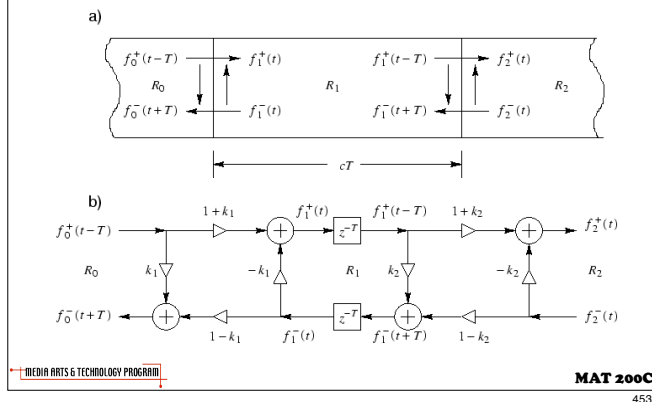 a)
f₀⁺(t−T) f₁⁺(t) f₁⁺(t−T) f₂⁺(t)
R₀ R₁ R₂
f₀⁻(t+T) f₁⁻(t) f₁⁻(t+T) f₂⁻(t)
cT
b)
1+k₁ f₁⁺(t) f₁⁺(t−T) 1+k₂ f₂⁺(t)
f₀⁺(t−T) + z⁻ᵀ +
R₀ k₁ −k₁ R₁ k₂ −k₂ R₂
f₀⁻(t+T) + z⁻ᵀ + f₂⁻(t)
1−k₁ f₁⁻(t) f₁⁻(t+T) 1−k₂
MEDIA ARTS & TECHNOLOGY PROGRAM
MAT 200C
453